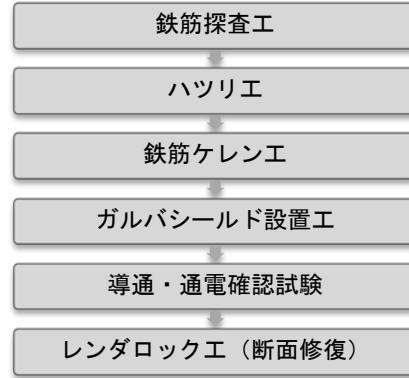 鉄筋探査工
ハツリエ
鉄筋ケレン工
ガルバシールド設置工
導通・通電確認試験
レンダロック工（断面修復）